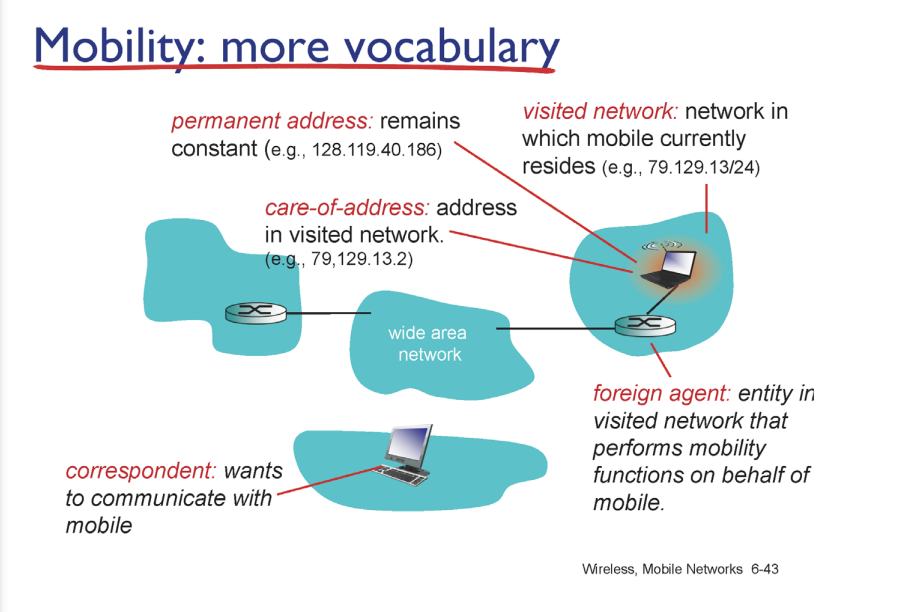 Mobility: more vocabulary
permanent address: remains
constant (e.g., 128.119.40.186)
visited network: network in
which mobile currently
resides (e.g., 79.129.13/24)
care-of-address: address
in visited network.
(e.g., 79,129.13.2)
wide area
network
foreign agent: entity in
visited network that
performs mobility
functions on behalf of
mobile.
correspondent: wants
to communicate with
mobile
Wireless, Mobile Networks 6-43